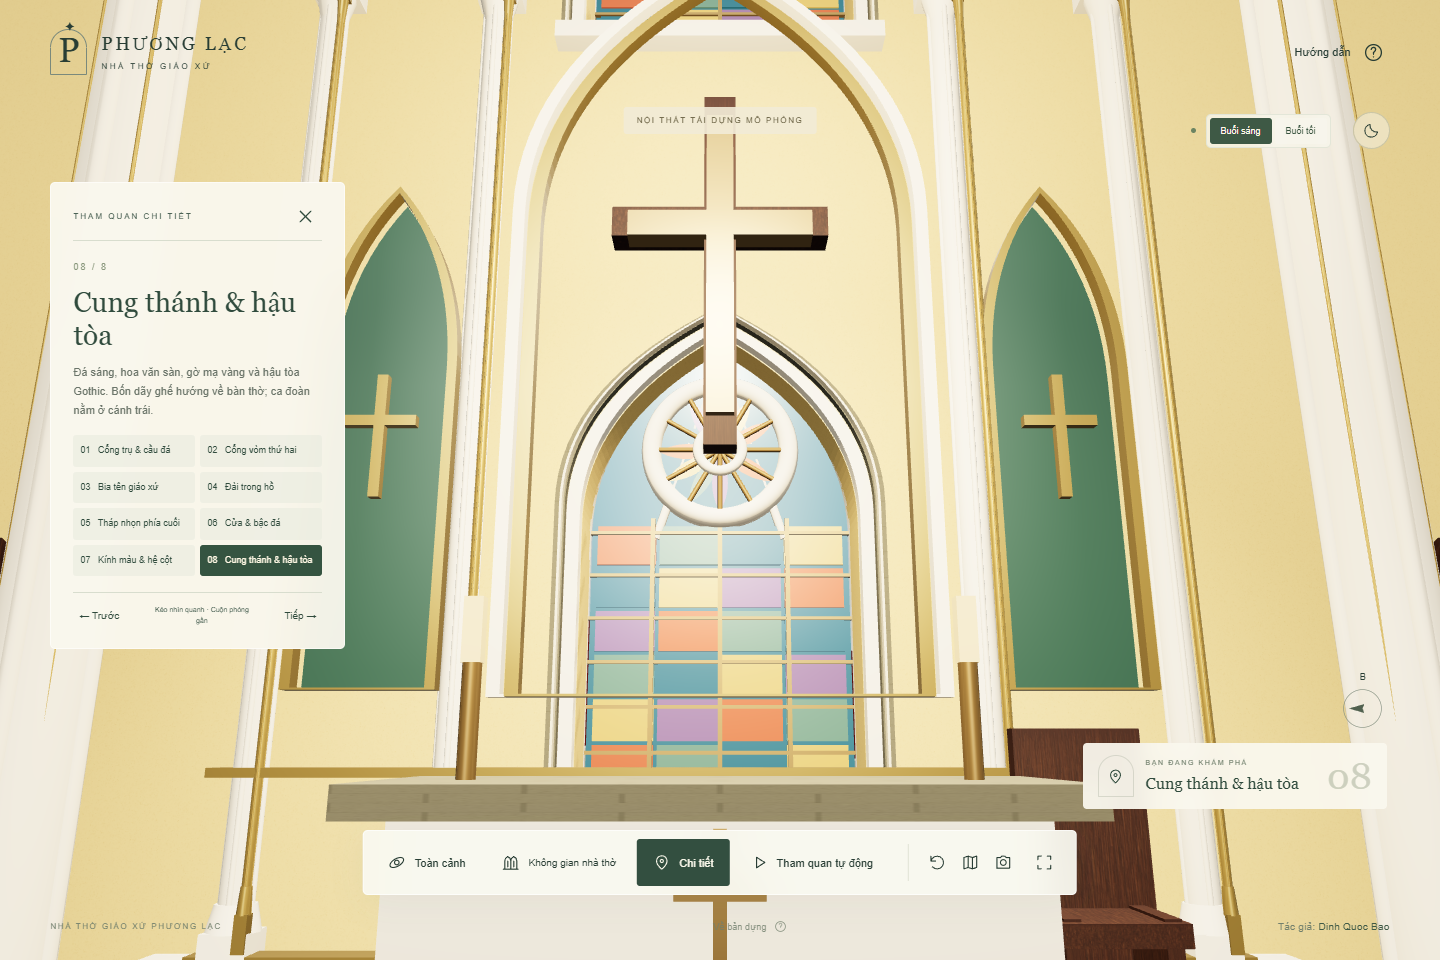 P
PHƯƠNG LẠC
NHÀ THỜ GIÁO XỨ
Hướng dẫn
NỘI THẤT TÁI DỰNG MÔ PHỎNG
Buổi sáng
Buổi tối
THAM QUAN CHI TIẾT
08 / 8
Cung thánh & hậu
tòa
Đá sáng, hoa văn sàn, gờ mạ vàng và hậu tòa
Gothic. Bốn dãy ghế hướng về bàn thờ; ca đoàn
nằm ở cánh trái.
01 Cổng trụ & cầu đá
02 Cổng vòm thứ hai
03 Bia tên giáo xứ
04 Đài trong hồ
05 Tháp nhọn phía cuối
06 Cửa & bậc đá
07 Kính màu & hệ cột
08 Cung thánh & hậu tòa
← Trước
Kéo nhìn quanh · Cuộn phóng
gần
Tiếp →
B
BẠN ĐANG KHÁM PHÁ
Cung thánh & hậu tòa
08
Toàn cảnh
Không gian nhà thờ
Chi tiết
Tham quan tự động
NHÀ THỜ GIÁO XỨ PHƯƠNG LẠC
bản dựng
Tác giả: Dinh Quoc Bao